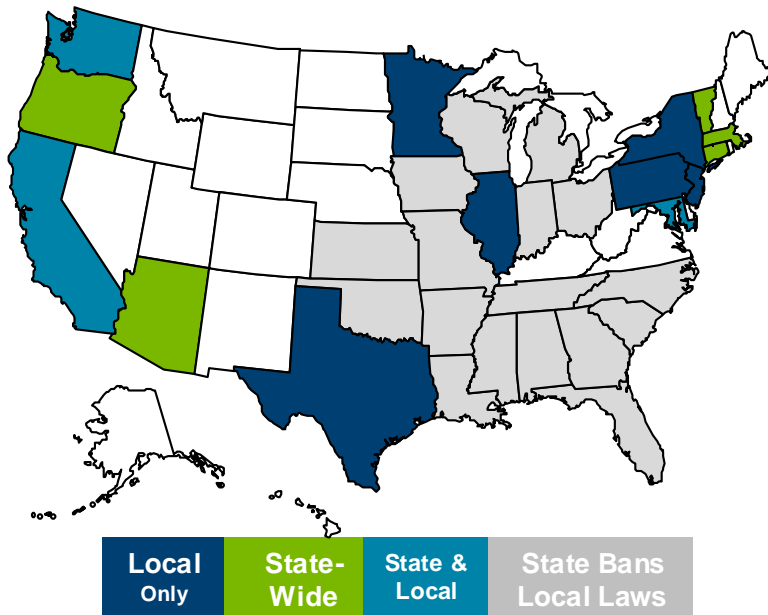 Local
Only
State-
Wide
State &
Local
State Bans
Local Laws